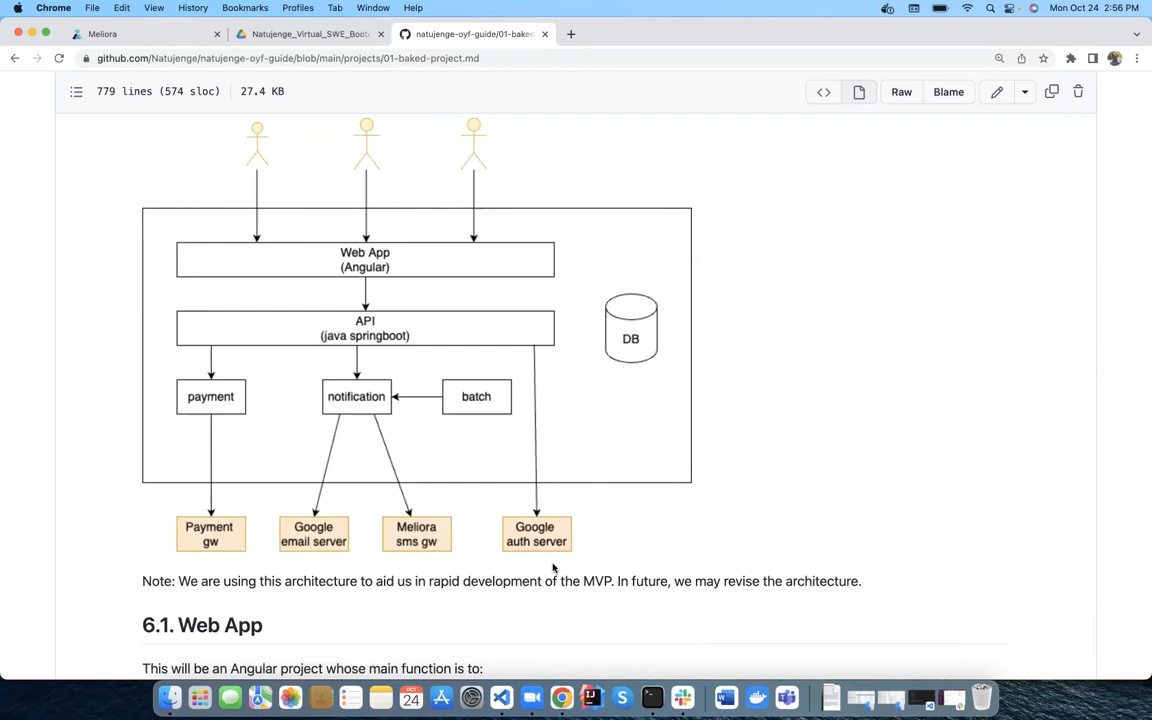 Chrome File Edit View History Bookmarks Profiles Tab Window Help Mon Oct 24 2:56 PM
Meliora Natujenge_Virtual_SWE_Boot natujenge-oyf-guide/01-baked
github.com/Natujenge/natujenge-oyf-guide/blob/main/projects/01-baked-project.md
779 lines (574 sloc) 27.4 KB Raw Blame
Web App
(Angular)
API
(java springboot)
DB
payment
notification
batch
Payment
gw
Google
email server
Meliora
sms gw
Google
auth server
Note: We are using this architecture to aid us in rapid development of the MVP. In future, we may revise the architecture.
6.1. Web App
This will be an Angular project whose main function is to:
OCT
24